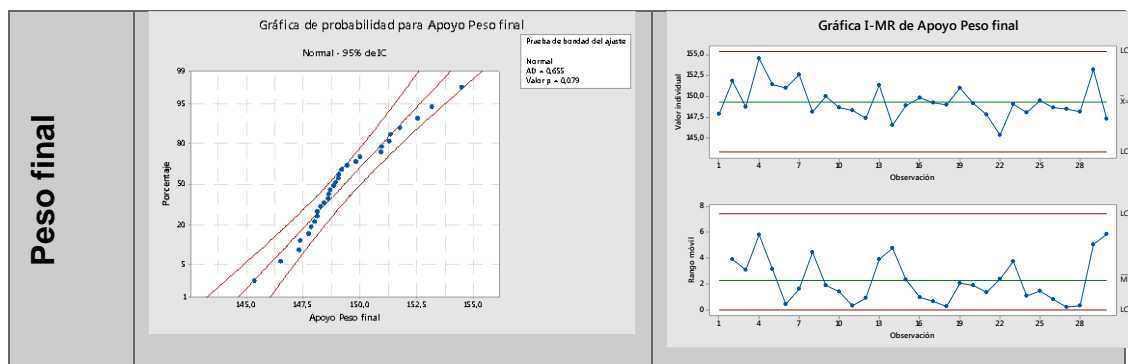 Peso final
Gráfica de probabilidad para Apoyo Peso final
Normal - 95% de IC
Prueba de bondad del ajuste
Normal
AD = 0,655
Valor p = 0,079
Porcentaje
99
95
80
50
20
5
1
145,0 147,5 150,0 152,5 155,0
Apoyo Peso final
Gráfica I-MR de Apoyo Peso final
Valor individual
155,0
152,5
150,0
147,5
145,0
1 4 7 10 13 16 19 22 25 28
Observación
Rango móvil
8
6
4
2
0
1 4 7 10 13 16 19 22 25 28
Observación